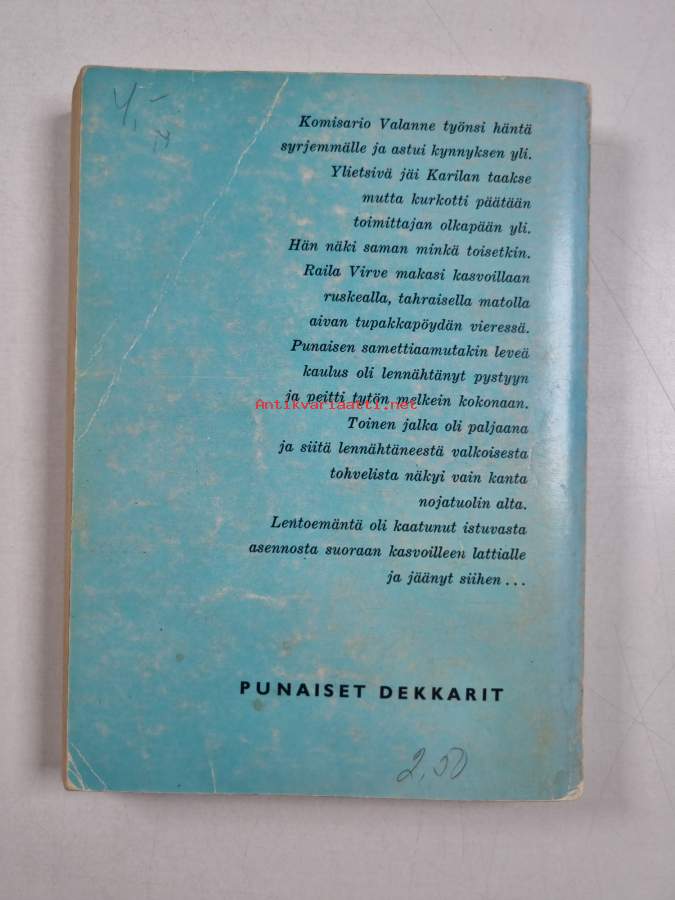 4,-
Komisario Valanne työnsi häntä
syrjemmälle ja astui kynnyksen yli.
Ylietsivä jäi Karilan taakse
mutta kurkotti päätään
toimittajan olkapään yli.
Hän näki saman minkä toisetkin.
Raila Virve makasi kasvoillaan
ruskealla, tahraisella matolla
aivan tupakkapöydän vieressä.
Punaisen samettiaamutakin leveä
kaulus oli lennähtänyt pystyyn
ja peitti tytön melkein kokonaan.
Antikvariaatti.net
Toinen jalka oli paljaana
ja siitä lennähtäneestä valkoisesta
tohvelista näkyi vain kanta
nojatuolin alta.
Lentoemäntä oli kaatunut istuvasta
asennosta suoraan kasvoilleen lattialle
ja jäänyt siihen...
PUNAISET DEKKARIT
2,50